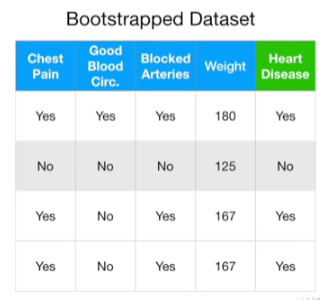 Bootstrapped Dataset
Chest Pain Good Blood Circ. Blocked Arteries Weight Heart Disease
Yes Yes Yes 180 Yes
No No No 125 No
Yes No Yes 167 Yes
Yes No Yes 167 Yes